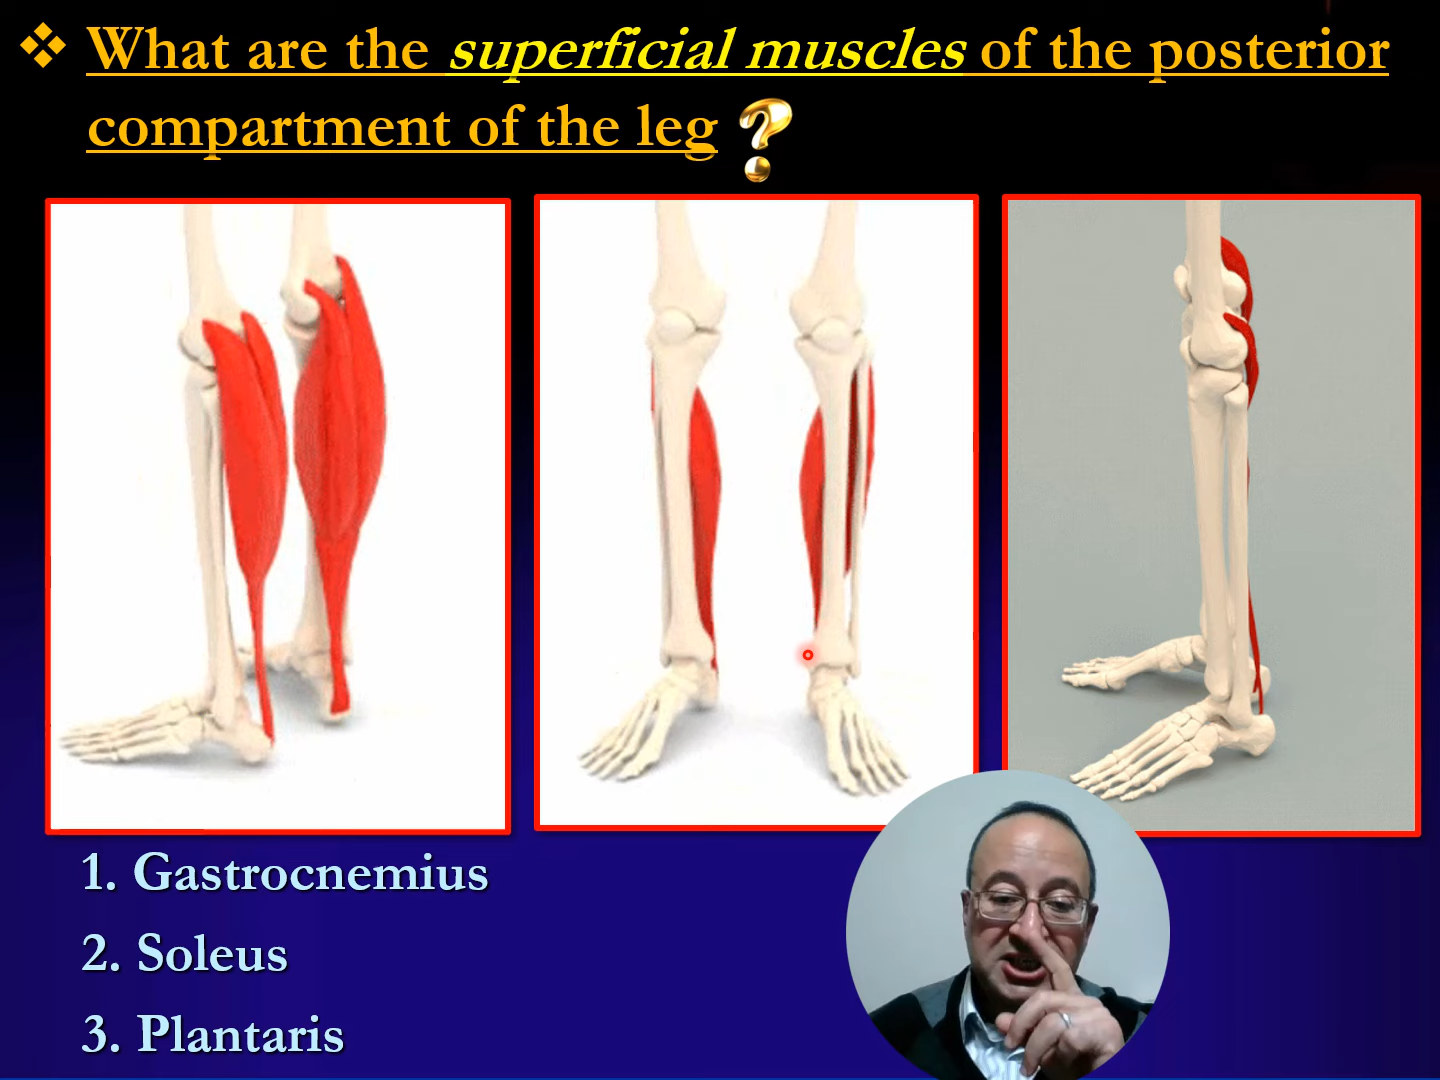 ❖ What are the superficial muscles of the posterior
compartment of the leg ?
1. Gastrocnemius
2. Soleus
3. Plantaris